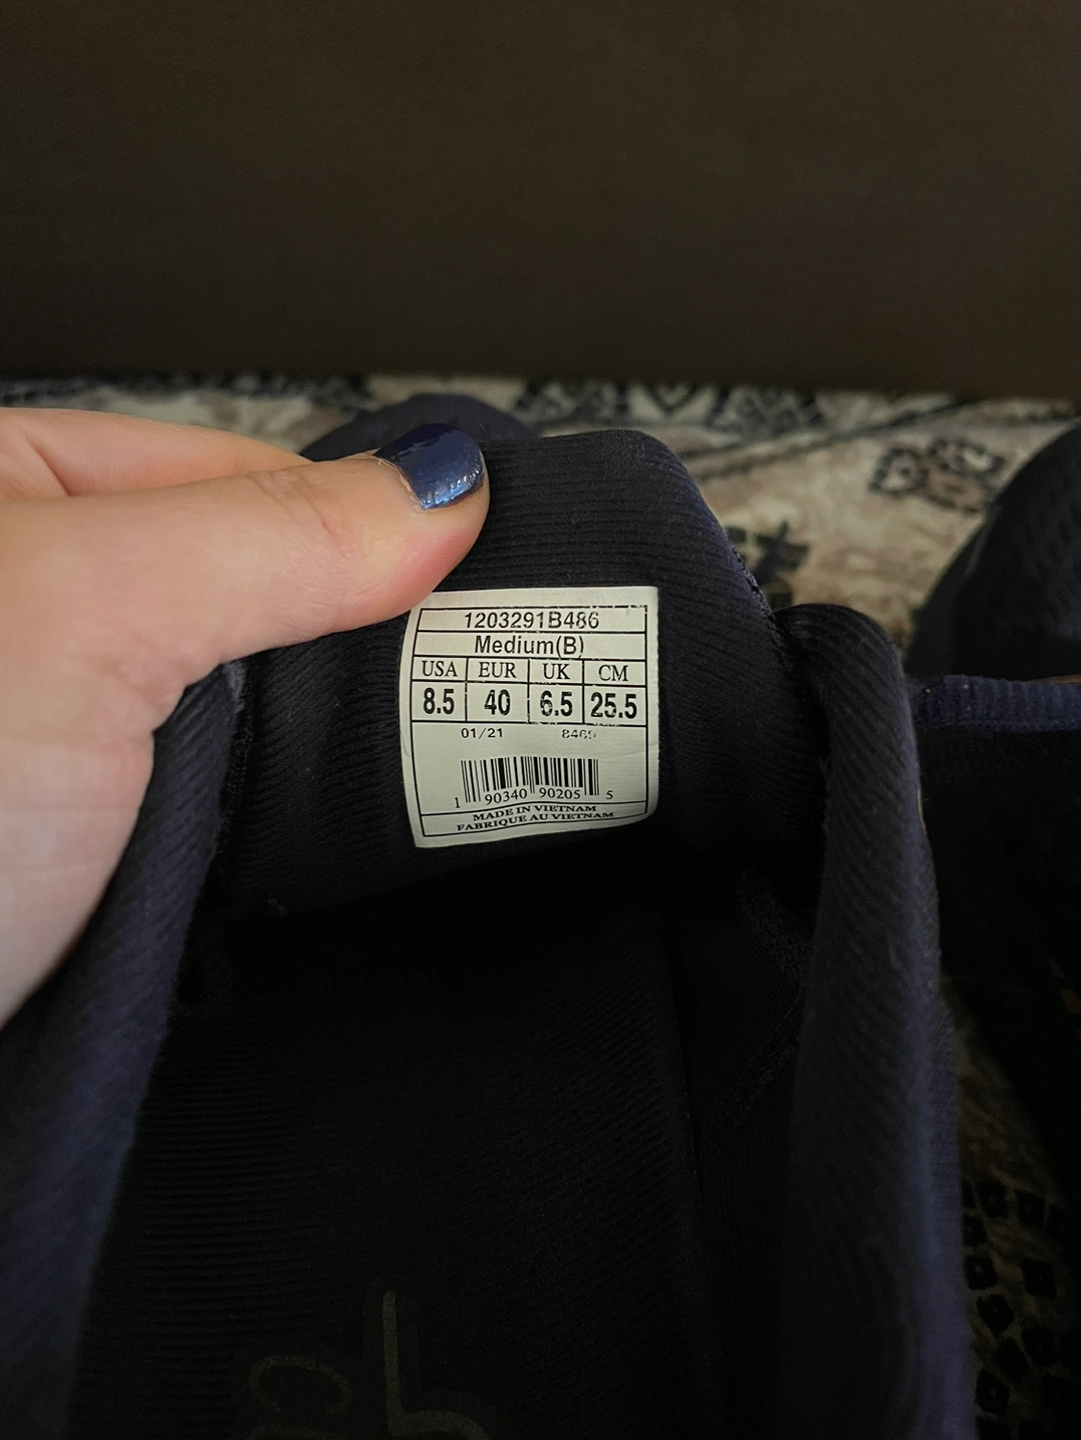 1203291B486
Medium(B)
USA EUR UK CM
8.5 40 6.5 25.5
01/21
1 90340 90205 5
MADE IN VIETNAM
FABRIQUE AU VIETNAM